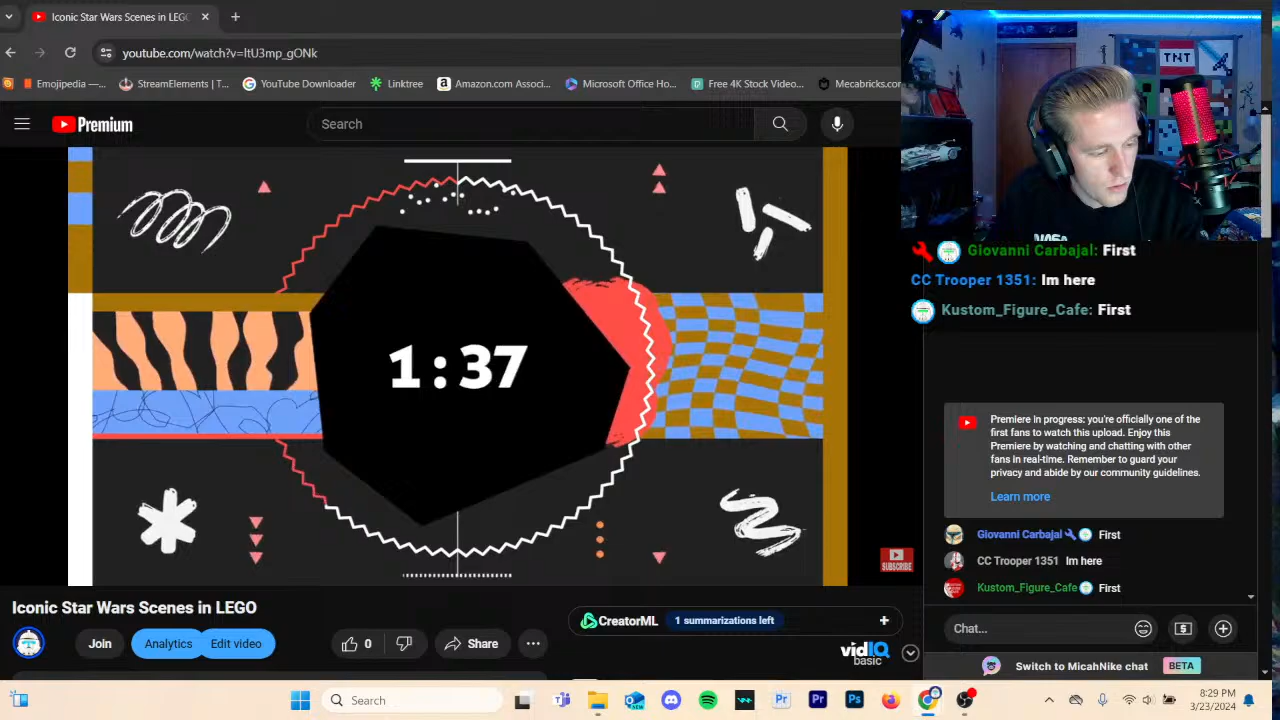 Iconic Star Wars Scenes in LEGO
youtube.com/watch?v=ltU3mp_gONk
Emojipedia —...
StreamElements | T...
YouTube Downloader
Linktree
Amazon.com Associ...
Microsoft Office Ho...
Free 4K Stock Video...
Mecabricks.co
TNT
Premium
Search
1:37
SUBSCRIBE
Giovanni Carbajal: First
CC Trooper 1351: Im here
Kustom_Figure_Cafe: First
Premiere in progress: you're officially one of the
first fans to watch this upload. Enjoy this
Premiere by watching and chatting with other
fans in real-time. Remember to guard your
privacy and abide by our community guidelines.
Learn more
Giovanni Carbajal First
CC Trooper 1351 Im here
Kustom_Figure_Cafe First
Iconic Star Wars Scenes in LEGO
CreatorML 1 summarizations left +
Chat...
Join
Analytics
Edit video
0
Share
vidIQ
basic
Switch to MicahNike chat BETA
Search
8:29 PM
3/23/2024